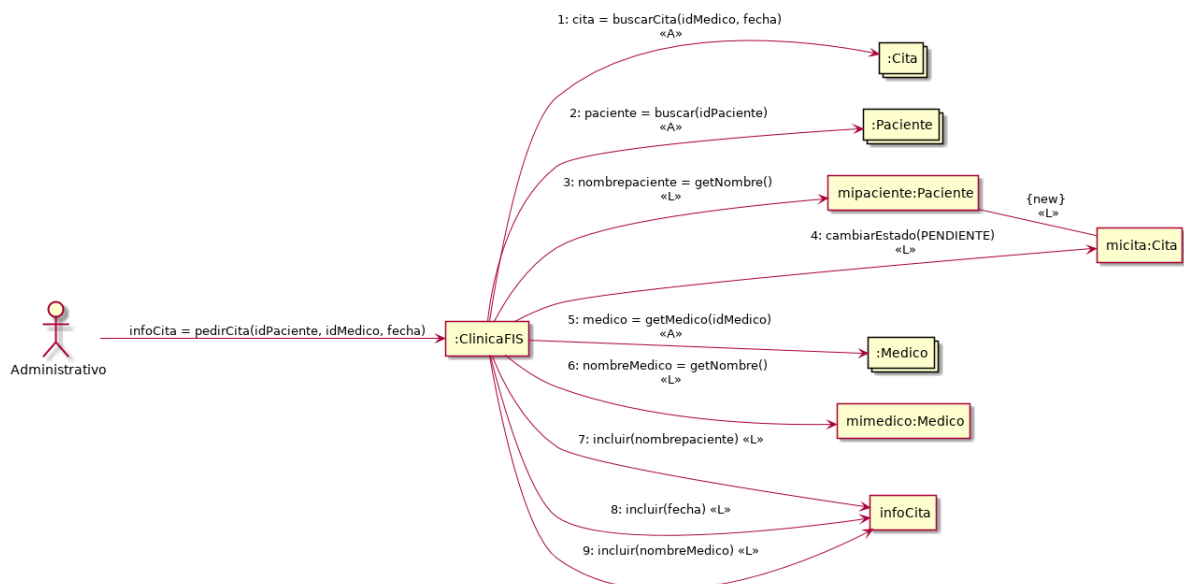 1: cita = buscarCita(idMedico, fecha)
«A»
:Cita
2: paciente = buscar(idPaciente)
«A»
:Paciente
3: nombrepaciente = getNombre()
«L»
mipaciente:Paciente
{new}
«L»
4: cambiarEstado(PENDIENTE)
«L»
micita:Cita
infoCita = pedirCita(idPaciente, idMedico, fecha)
Administrativo
:ClinicaFIS
5: medico = getMedico(idMedico)
«A»
:Medico
6: nombreMedico = getNombre()
«L»
mimedico:Medico
7: incluir(nombrepaciente) «L»
8: incluir(fecha) «L»
infoCita
9: incluir(nombreMedico) «L»